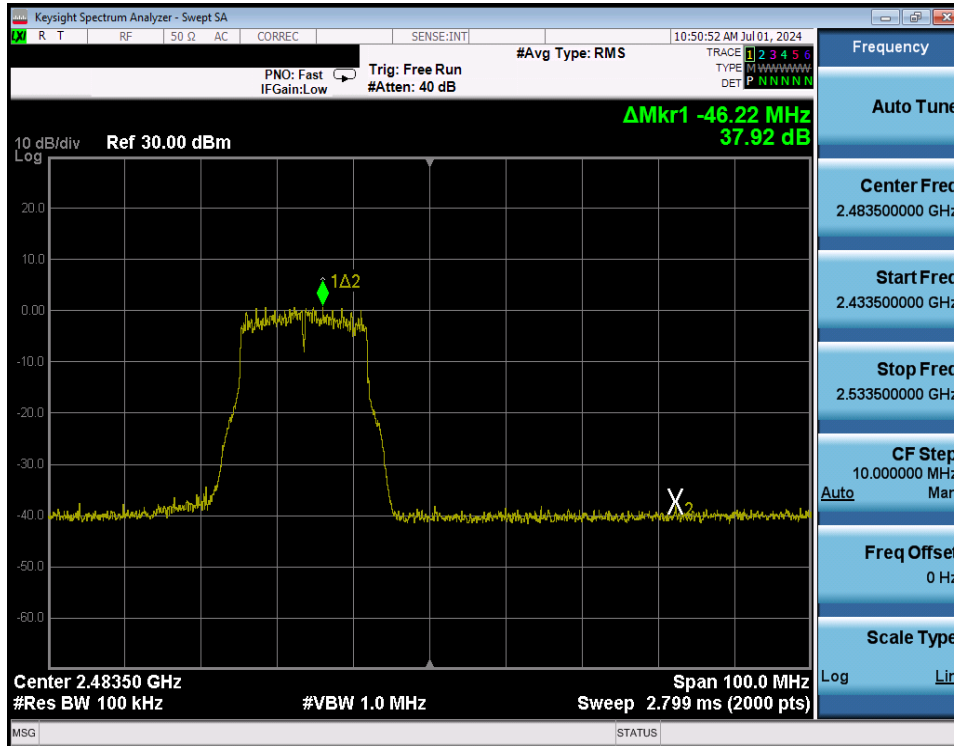 Keysight Spectrum Analyzer - Swept SA
LXI R T RF 50 Ω AC CORREC SENSE:INT 10:50:52 AM Jul 01, 2024
#Avg Type: RMS
TRACE 1 2 3 4 5 6
PNO: Fast Trig: Free Run
TYPE M W W W W W
IFGain:Low #Atten: 40 dB
DET P N N N N N
ΔMkr1 -46.22 MHz
37.92 dB
10 dB/div Ref 30.00 dBm
Log
20.0
10.0
1Δ2
0.00
-10.0
-20.0
-30.0
-40.0
X2
-50.0
-60.0
Center 2.48350 GHz Span 100.0 MHz
#Res BW 100 kHz #VBW 1.0 MHz Sweep 2.799 ms (2000 pts)
MSG STATUS
Frequency
Auto Tune
Center Freq
2.483500000 GHz
Start Freq
2.433500000 GHz
Stop Freq
2.533500000 GHz
CF Step
10.000000 MHz
Auto Man
Freq Offset
0 Hz
Scale Type
Log Lin